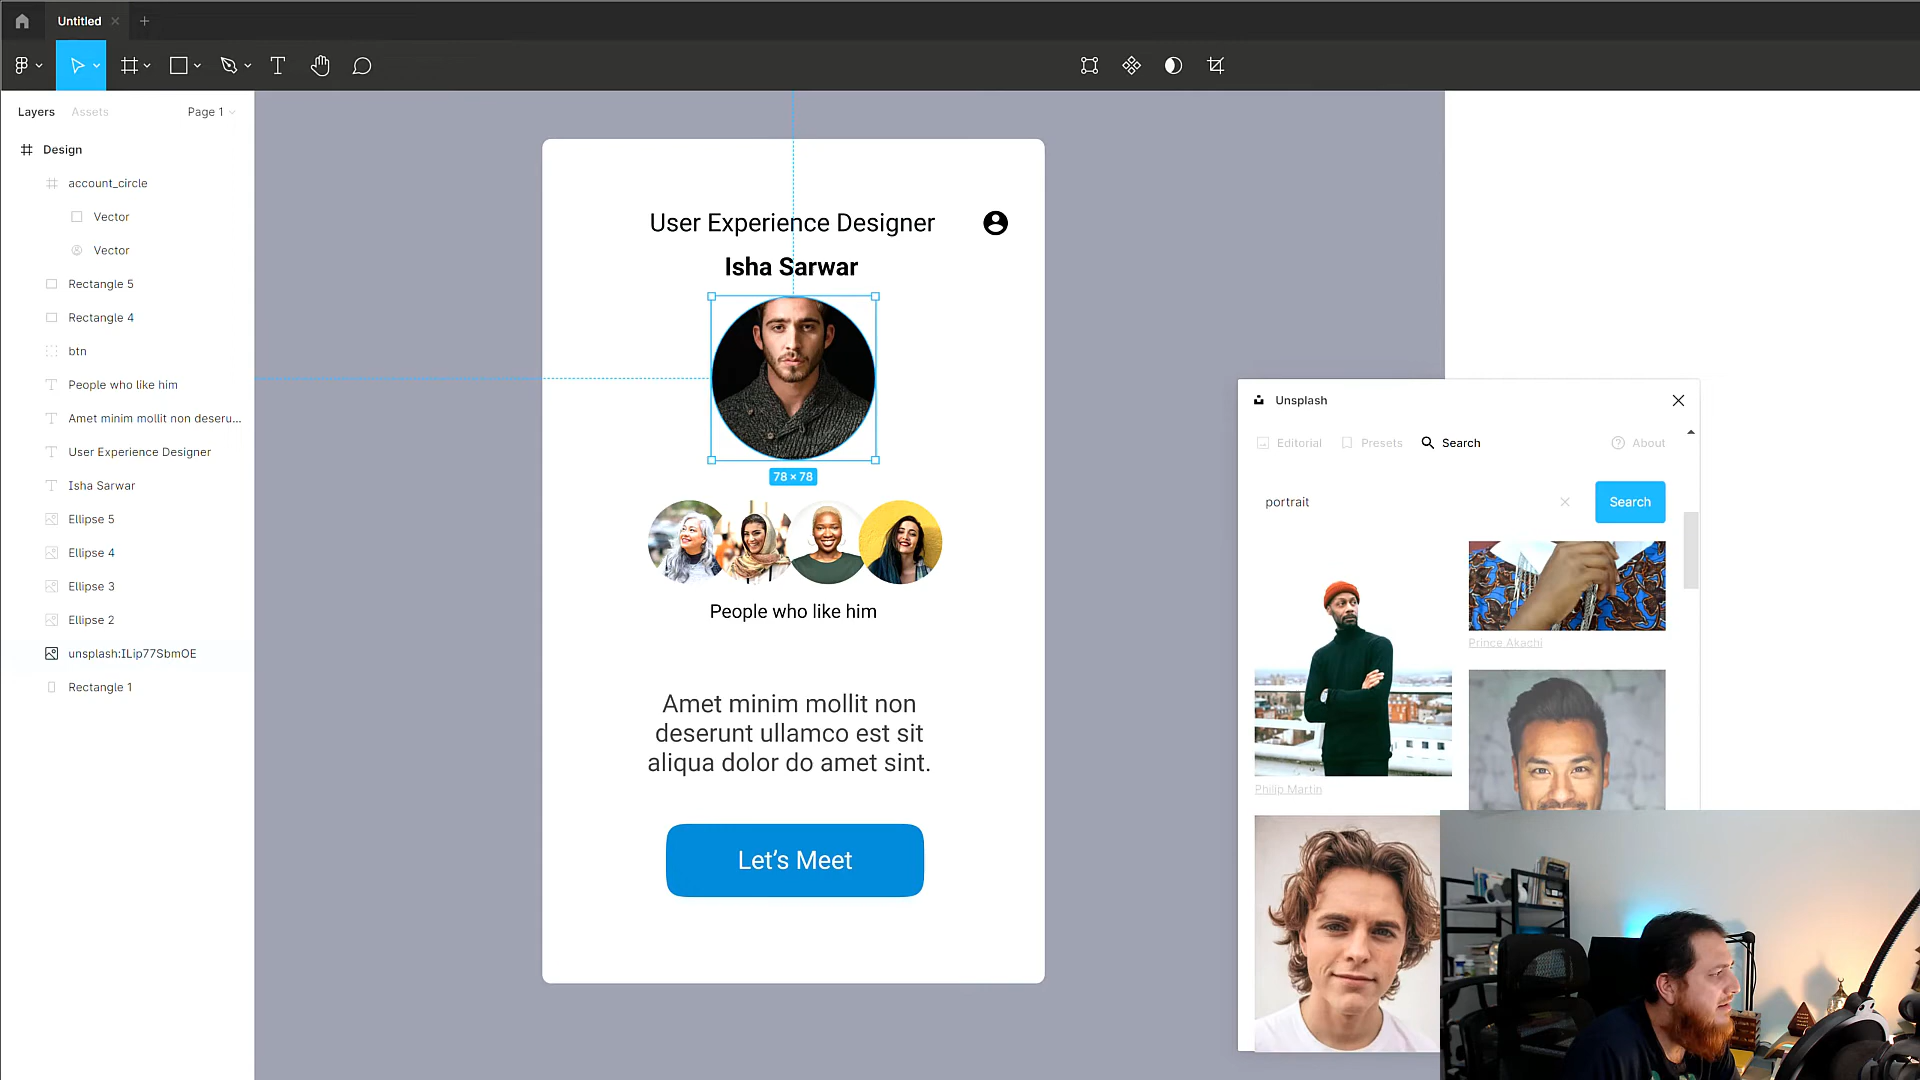 Untitled
Layers
Assets
Page 1
Design
account_circle
Vector
Vector
Rectangle 5
Rectangle 4
btn
People who like him
Amet minim mollit non deseru...
User Experience Designer
Isha Sarwar
Ellipse 5
Ellipse 4
Ellipse 3
Ellipse 2
unsplash:ILip77SbmOE
Rectangle 1
User Experience Designer
Isha Sarwar
78 × 78
People who like him
Amet minim mollit non
deserunt ullamco est sit
aliqua dolor do amet sint.
Let’s Meet
Unsplash
Editorial
Presets
Search
About
portrait
Search
Prince Akachi
Philip Martin